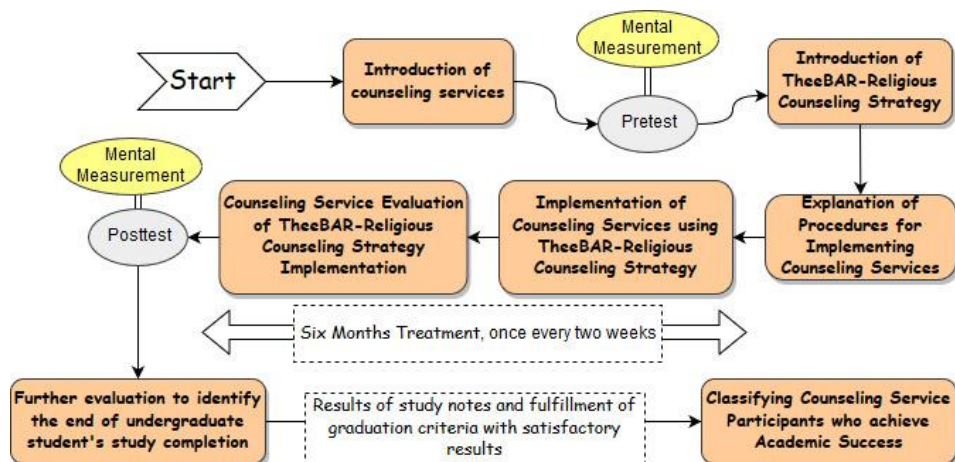 Start
Introduction of
counseling services
Mental
Measurement
Pretest
Introduction of
TheeBAR-Religious
Counseling Strategy
Explanation of
Procedures for
Implementing
Counseling Services
Implementation of
Counseling Services using
TheeBAR-Religious
Counseling Strategy
Counseling Service Evaluation
of TheeBAR-Religious
Counseling Strategy
Implementation
Mental
Measurement
Posttest
Six Months Treatment, once every two weeks
Further evaluation to identify
the end of undergraduate
student's study completion
Results of study notes and fulfillment of
graduation criteria with satisfactory
results
Classifying Counseling Service
Participants who achieve
Academic Success